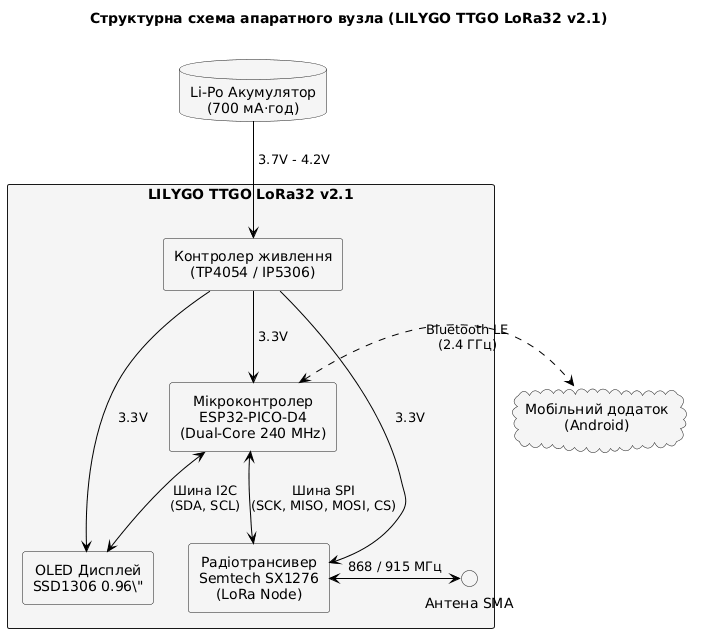 Структурна схема апаратного вузла (LILYGO TTGO LoRa32 v2.1)
Li-Po Акумулятор
(700 мА·год)
3.7V - 4.2V
LILYGO TTGO LoRa32 v2.1
Контролер живлення
(TP4054 / IP5306)
3.3V
Bluetooth LE
(2.4 ГГц)
Мікроконтролер
ESP32-PICO-D4
(Dual-Core 240 MHz)
Мобільний додаток
(Android)
3.3V
3.3V
Шина I2C
(SDA, SCL)
Шина SPI
(SCK, MISO, MOSI, CS)
OLED Дисплей
SSD1306 0.96\"
Радіотрансивер
Semtech SX1276
(LoRa Node)
868 / 915 МГц
Антена SMA